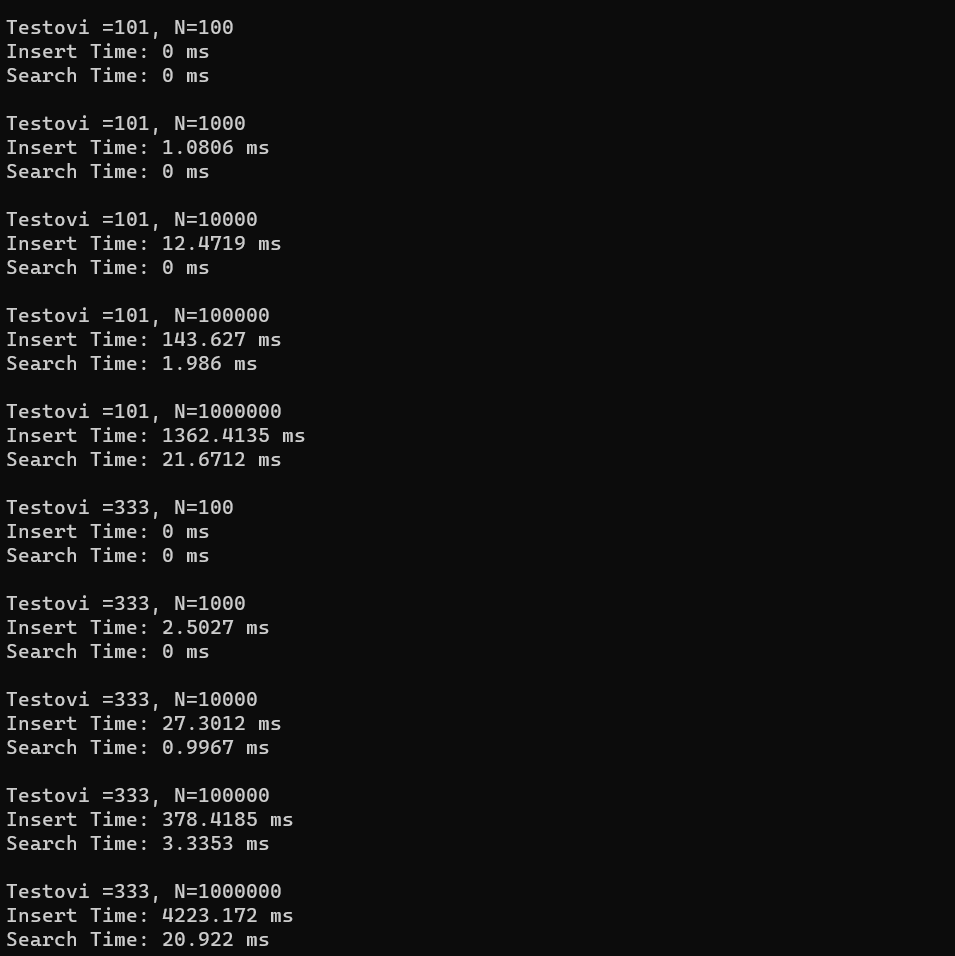 Testovi =101, N=100
Insert Time: 0 ms
Search Time: 0 ms
Testovi =101, N=1000
Insert Time: 1.0806 ms
Search Time: 0 ms
Testovi =101, N=10000
Insert Time: 12.4719 ms
Search Time: 0 ms
Testovi =101, N=100000
Insert Time: 143.627 ms
Search Time: 1.986 ms
Testovi =101, N=1000000
Insert Time: 1362.4135 ms
Search Time: 21.6712 ms
Testovi =333, N=100
Insert Time: 0 ms
Search Time: 0 ms
Testovi =333, N=1000
Insert Time: 2.5027 ms
Search Time: 0 ms
Testovi =333, N=10000
Insert Time: 27.3012 ms
Search Time: 0.9967 ms
Testovi =333, N=100000
Insert Time: 378.4185 ms
Search Time: 3.3353 ms
Testovi =333, N=1000000
Insert Time: 4223.172 ms
Search Time: 20.922 ms